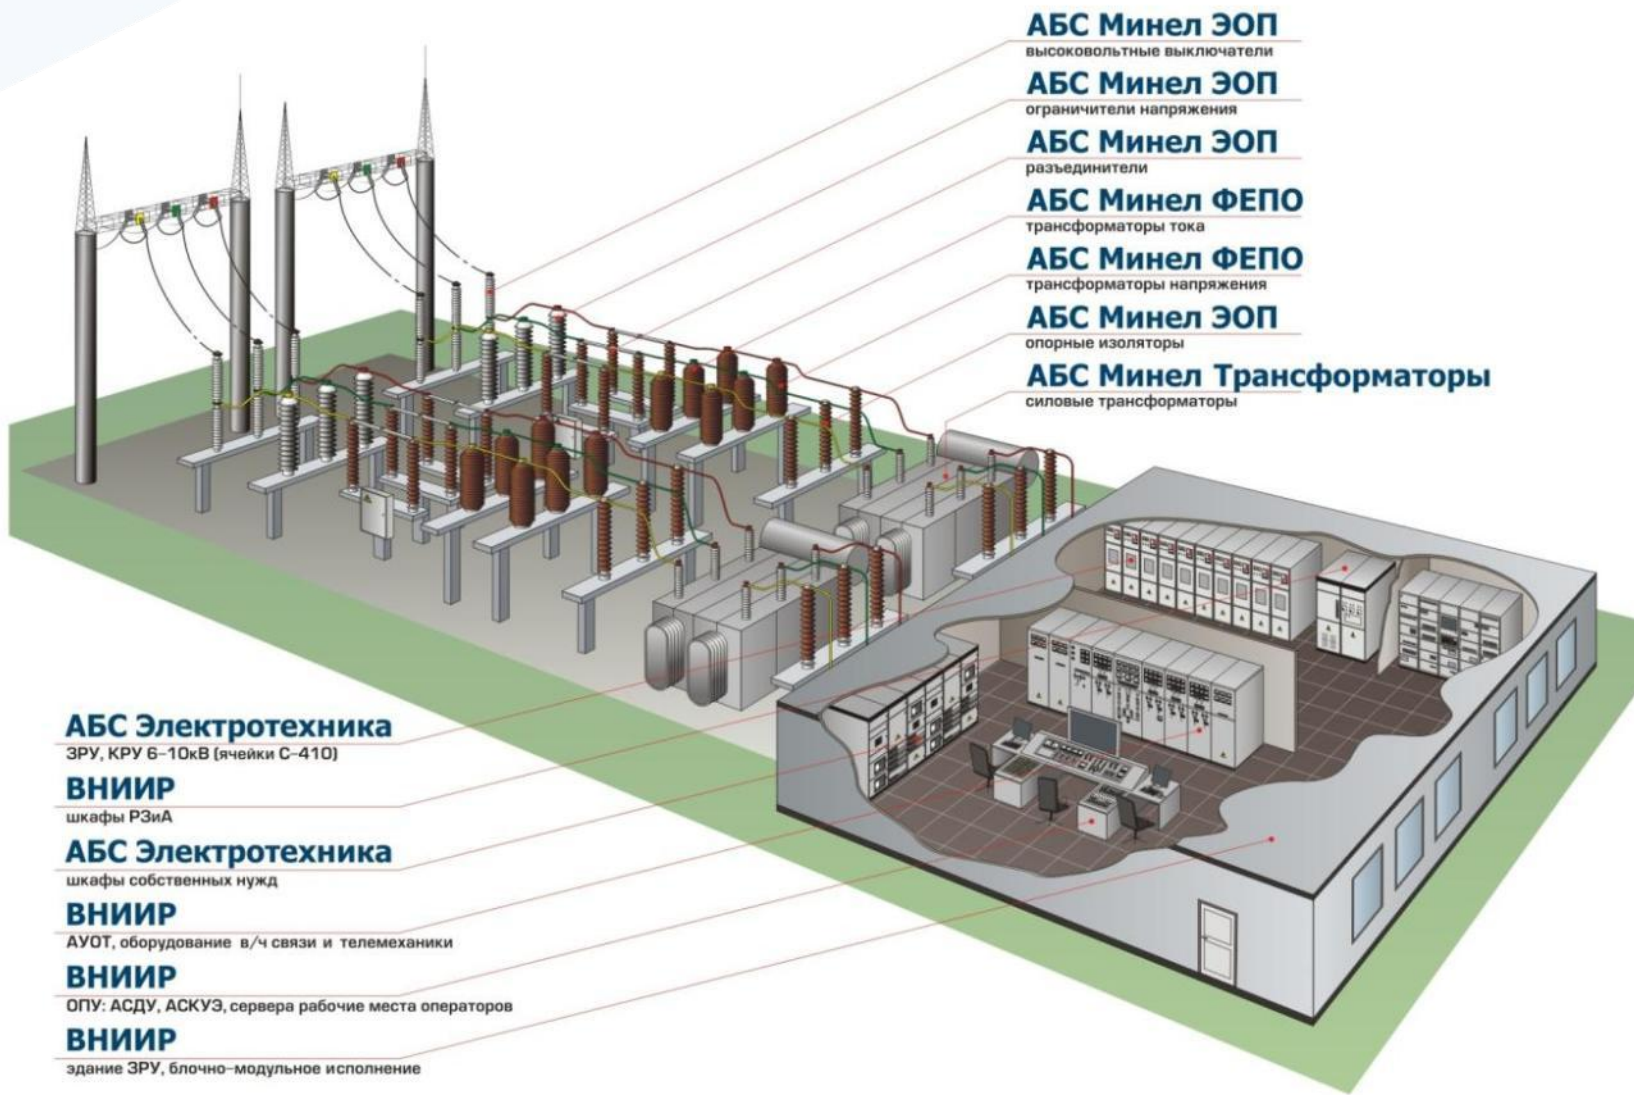 АБС Минел ЭОП
высоковольтные выключатели
АБС Минел ЭОП
ограничители напряжения
АБС Минел ЭОП
разъединители
АБС Минел ФЕПО
трансформаторы тока
АБС Минел ФЕПО
трансформаторы напряжения
АБС Минел ЭОП
опорные изоляторы
АБС Минел Трансформаторы
силовые трансформаторы
АБС Электротехника
ЗРУ, КРУ 6-10кВ (ячейки С-410)
ВНИИР
шкафы РЗиА
АБС Электротехника
шкафы собственных нужд
ВНИИР
АУОТ, оборудование в/ч связи и телемеханики
ВНИИР
ОПУ: АСДУ, АСКУЭ, сервера рабочие места операторов
ВНИИР
здание ЗРУ, блочно-модульное исполнение